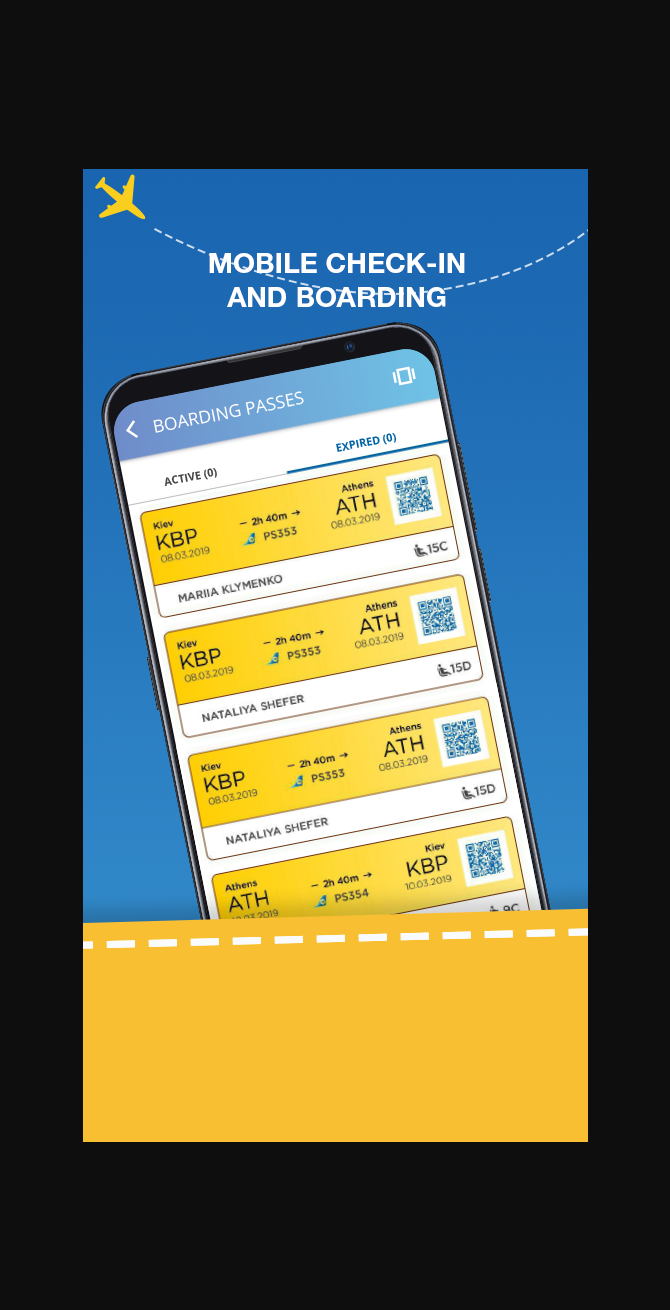 MOBILE CHECK-IN
AND BOARDING
BOARDING PASSES
ACTIVE (0)
EXPIRED (0)
Kiev
KBP
08.03.2019
2h 40m →
PS353
Athens
ATH
08.03.2019
MARIIA KLYMENKO
15C
Kiev
KBP
08.03.2019
2h 40m →
PS353
Athens
ATH
08.03.2019
NATALIYA SHEFER
15D
Kiev
KBP
08.03.2019
2h 40m →
PS353
Athens
ATH
08.03.2019
NATALIYA SHEFER
15D
Athens
ATH
2h 40m →
PS354
Kiev
KBP
10.03.2019
9C